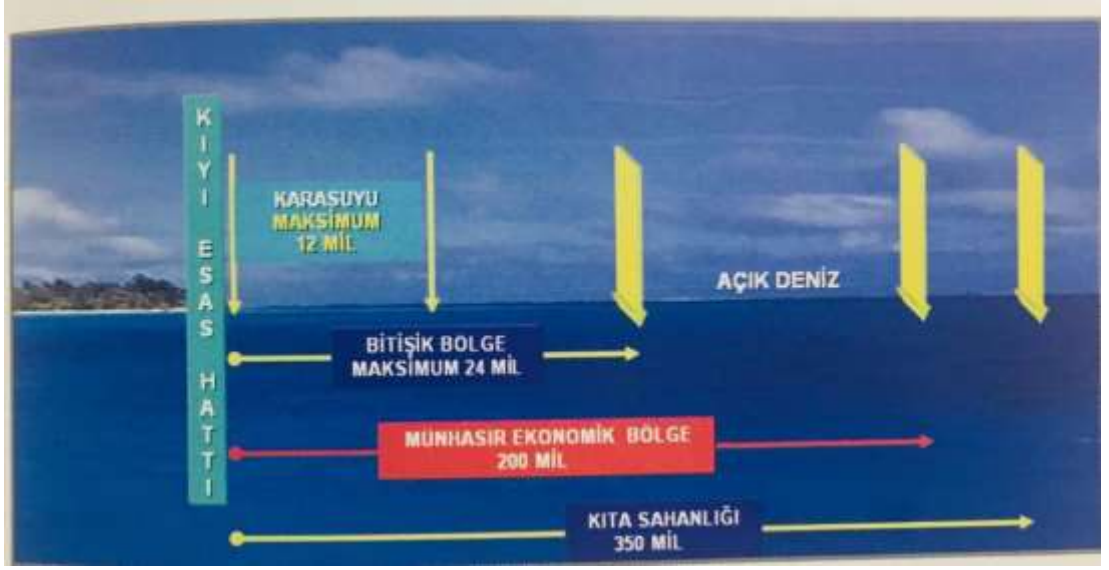 KIYI ESAS HATTI
KARASUYU
MAKSİMUM
12 MİL
AÇIK DENİZ
BİTİŞİK BÖLGE
MAKSİMUM 24 MİL
MÜNHASIR EKONOMİK BÖLGE
200 MİL
KITA SAHANLIĞI
350 MİL